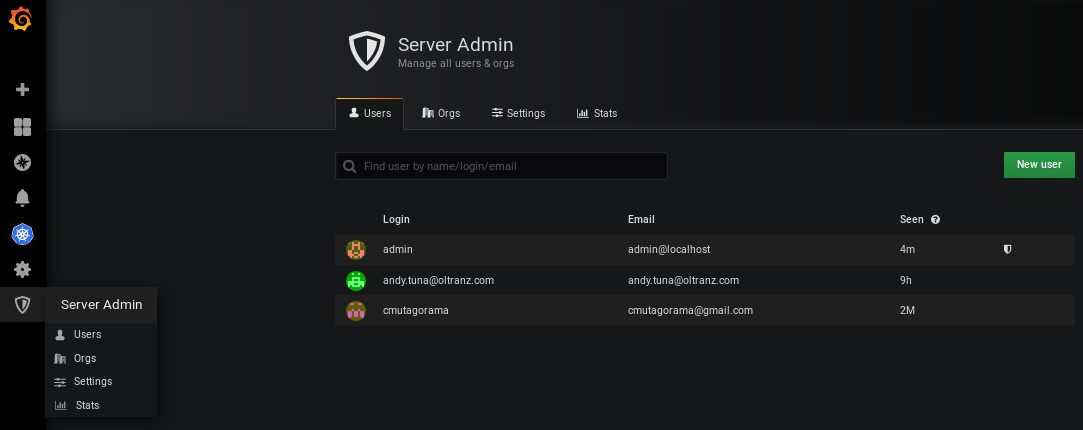 Server Admin
Manage all users & orgs
Users Orgs Settings Stats
Find user by name/login/email
New user
Login Email Seen
admin admin@localhost 4m
andy.tuna@oltranz.com andy.tuna@oltranz.com 9h
cmutagorama cmutagorama@gmail.com 2M
Server Admin
Users
Orgs
Settings
Stats